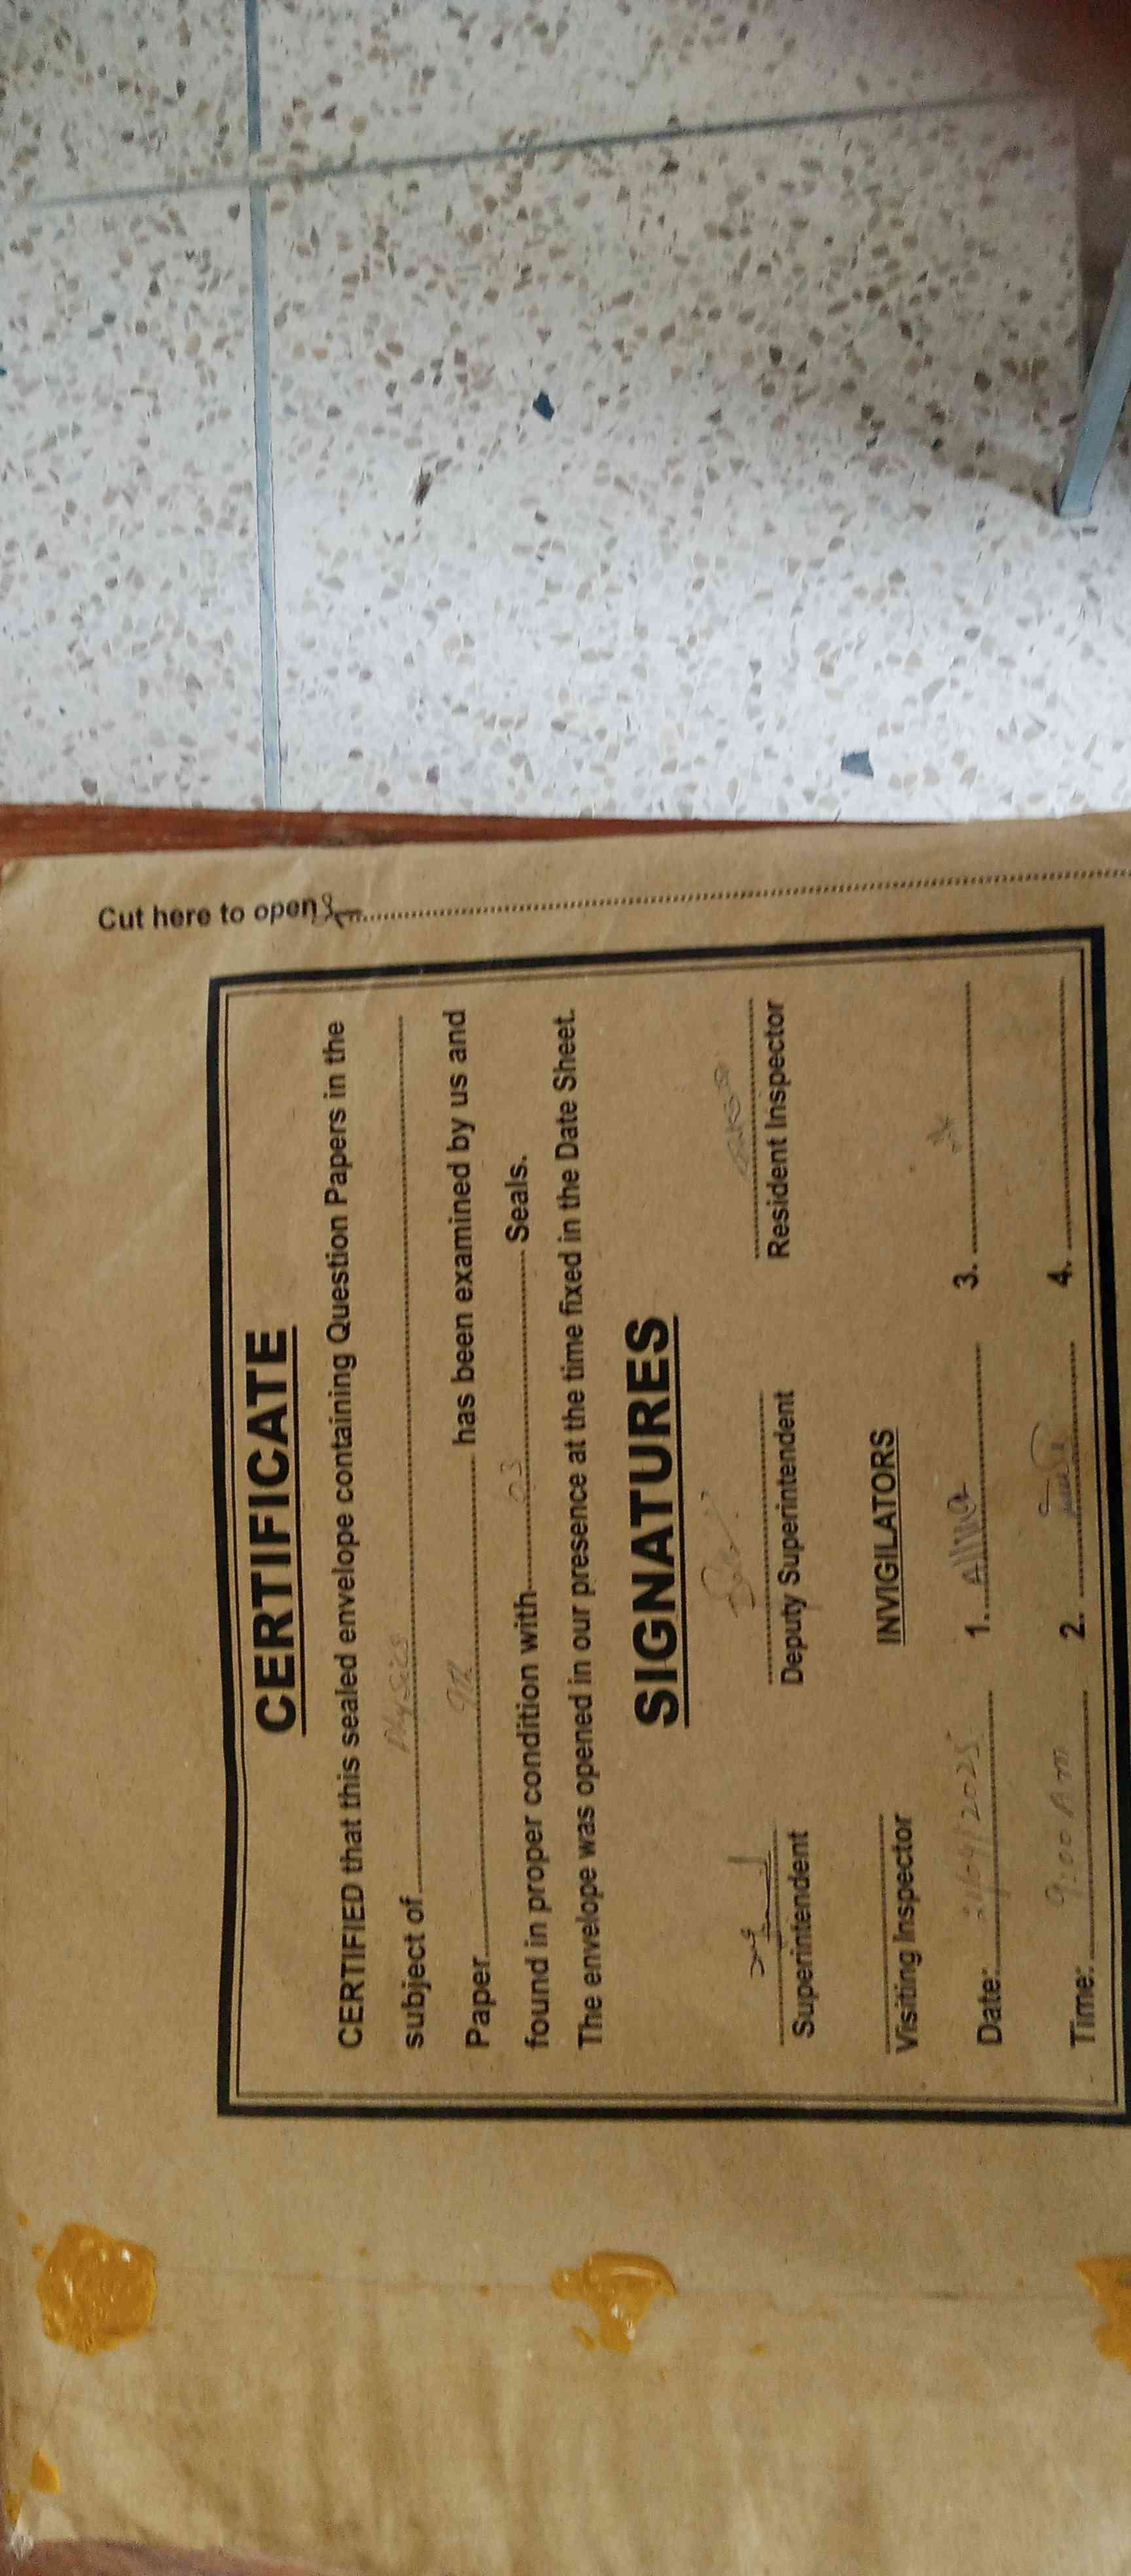 Cut here to open
CERTIFICATE
CERTIFIED that this sealed envelope containing Question Papers in the
subject of Physics
Paper 9th has been examined by us and
found in proper condition with 03 Seals.
The envelope was opened in our presence at the time fixed in the Date Sheet.
SIGNATURES
Superintendent Deputy Superintendent Resident Inspector
Visiting Inspector INVIGILATORS
Date: 1. 3.
Time: 9:00 Am 2. 4.